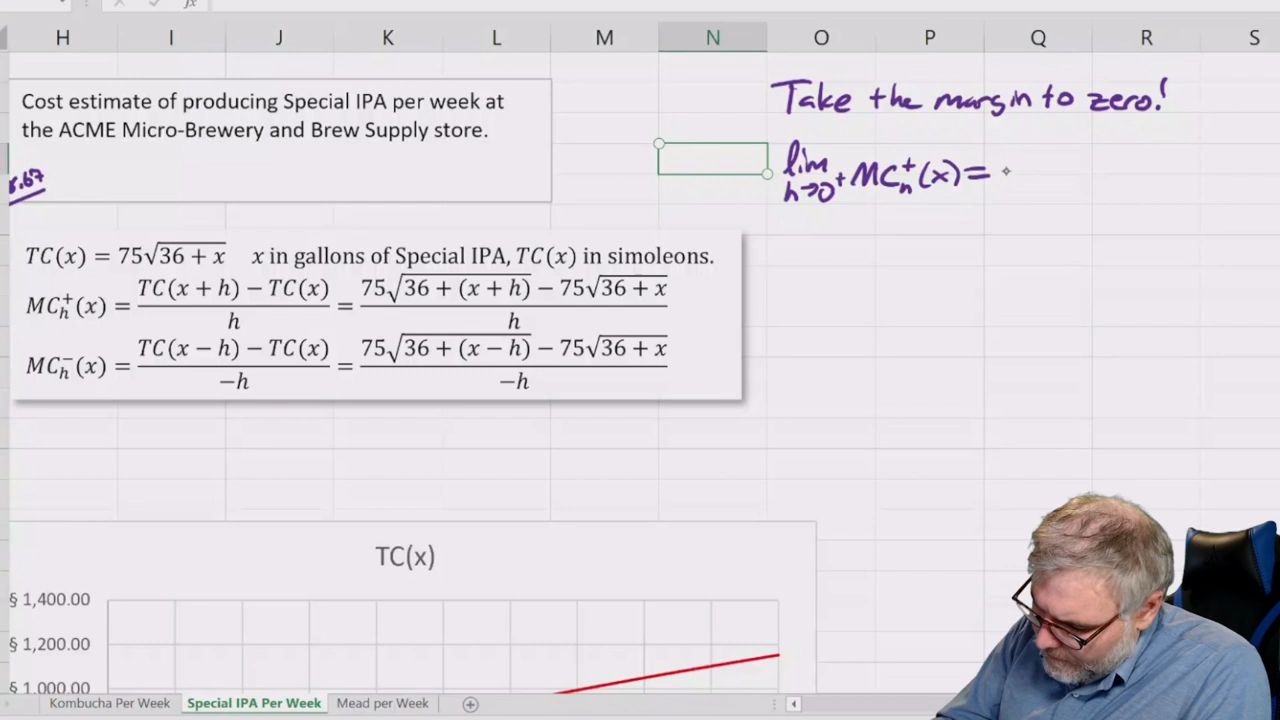 H I J K L M N O P Q R S
Cost estimate of producing Special IPA per week at
the ACME Micro-Brewery and Brew Supply store.
Take the margin to zero!
lim h→0⁺ MC_h⁺(x) =
TC(x) = 75√(36 + x) x in gallons of Special IPA, TC(x) in simoleons.
MC_h⁺(x) = (TC(x + h) − TC(x))/h = (75√(36 + (x + h)) − 75√(36 + x))/h
MC_h⁻(x) = (TC(x − h) − TC(x))/−h = (75√(36 + (x − h)) − 75√(36 + x))/−h
TC(x)
§ 1,400.00
§ 1,200.00
§ 1,000.00
Kombucha Per Week Special IPA Per Week Mead per Week